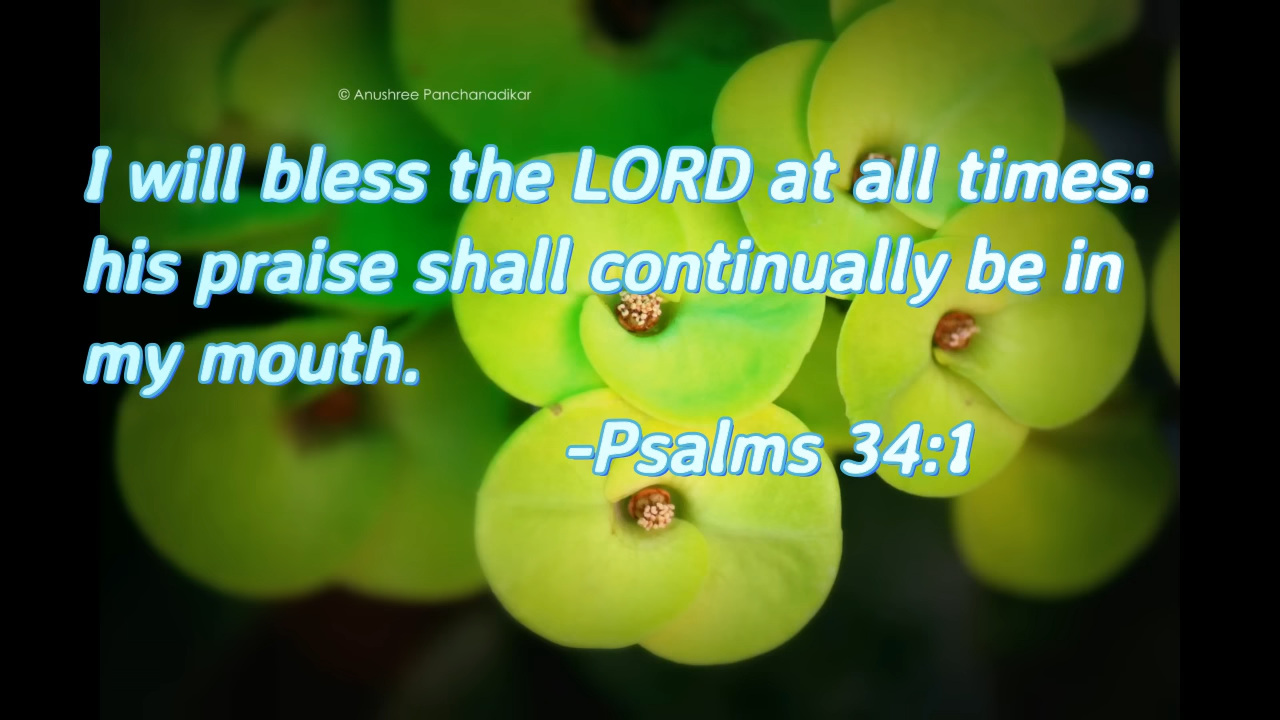 © Anushree Panchanadikar
I will bless the LORD at all times:
his praise shall continually be in
my mouth.
-Psalms 34:1